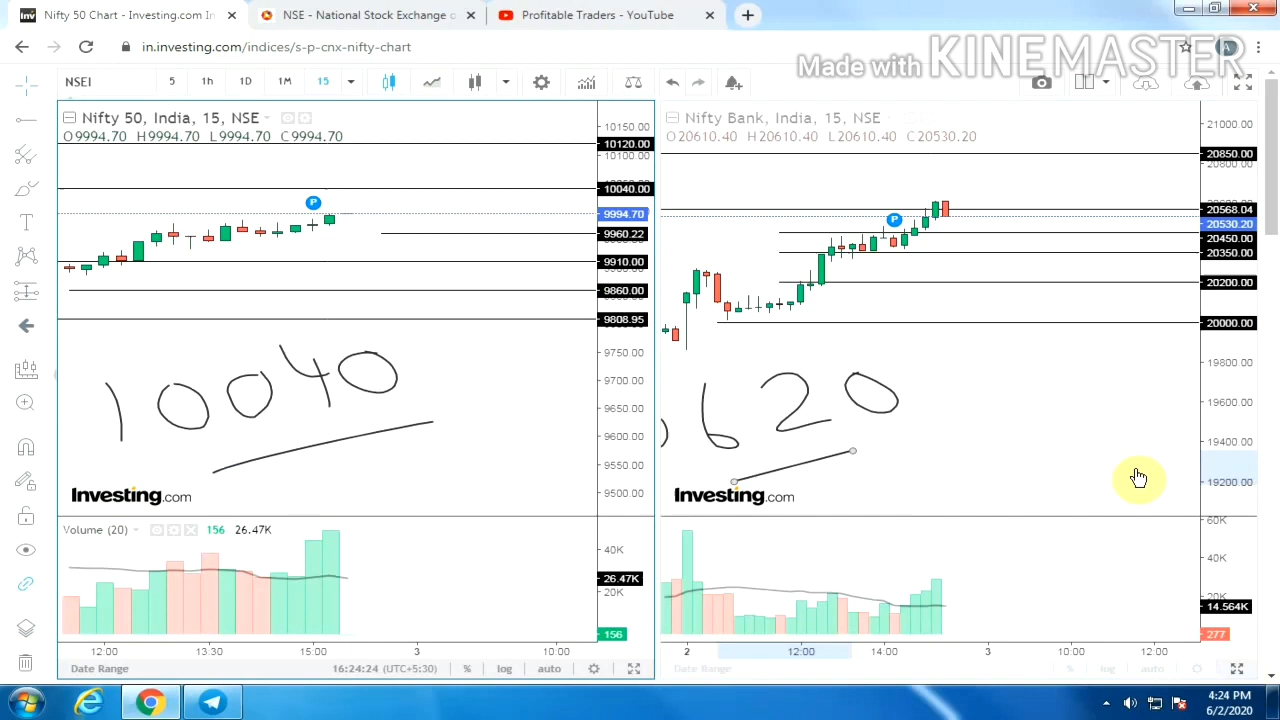 Nifty 50 Chart - Investing.com In
NSE - National Stock Exchange o
Profitable Traders - YouTube
in.investing.com/indices/s-p-cnx-nifty-chart
A
Made with KINEMASTER
NSEI 5 1h 1D 1M 15
Nifty 50, India, 15, NSE
O9994.70 H9994.70 L9994.70 C9994.70
10150.00
10120.00
10100.00
10040.00
P
9994.70
9960.22
9910.00
9860.00
9808.95
9750.00
9700.00
9650.00
9600.00
9550.00
9500.00
10040
Investing.com
Volume (20) 156 26.47K
40K
26.47K
20K
156
12:00 13:30 15:00 3 10:00
Date Range 16:24:24 (UTC+5:30) % log auto
Nifty Bank, India, 15, NSE
O20610.40 H20610.40 L20610.40 C20530.20
21000.00
20850.00
20800.00
20568.04
P
20530.20
20450.00
20350.00
20200.00
20000.00
19800.00
19600.00
19400.00
19200.00
620
Investing.com
60K
40K
20K
14.564K
277
2 12:00 14:00 3 10:00 12:00
Date Range % log auto
4:24 PM
6/2/2020